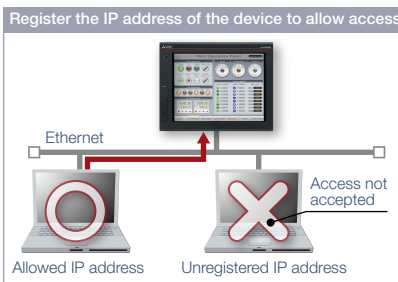 Register the IP address of the device to allow access
Ethernet
Access not
accepted
Allowed IP address
Unregistered IP address